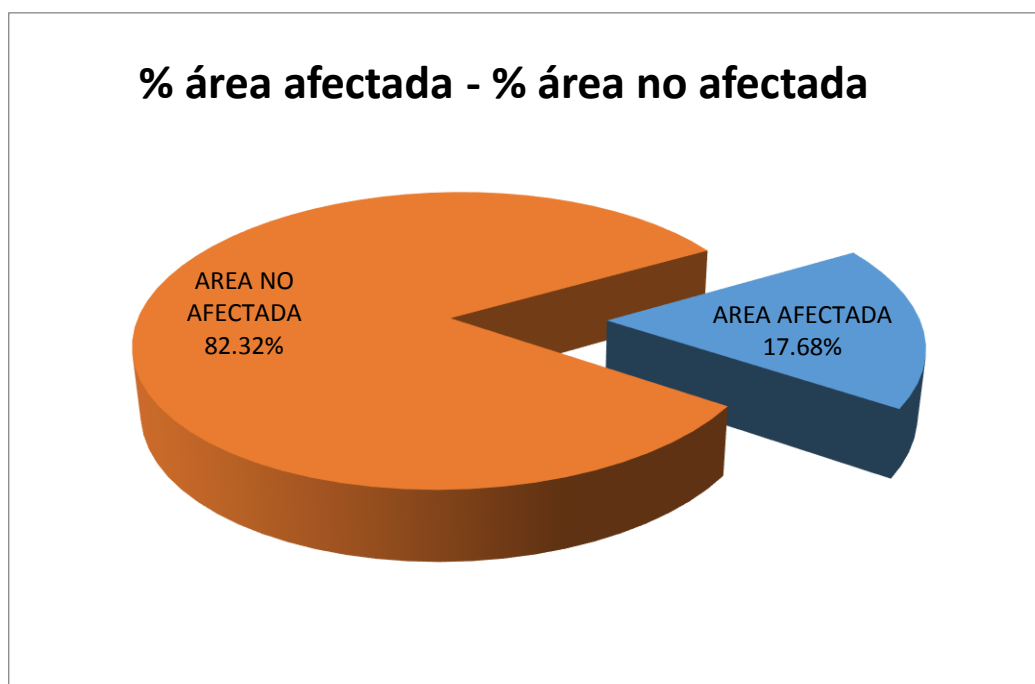 % área afectada - % área no afectada
AREA NO
AFECTADA
82.32%
AREA AFECTADA
17.68%